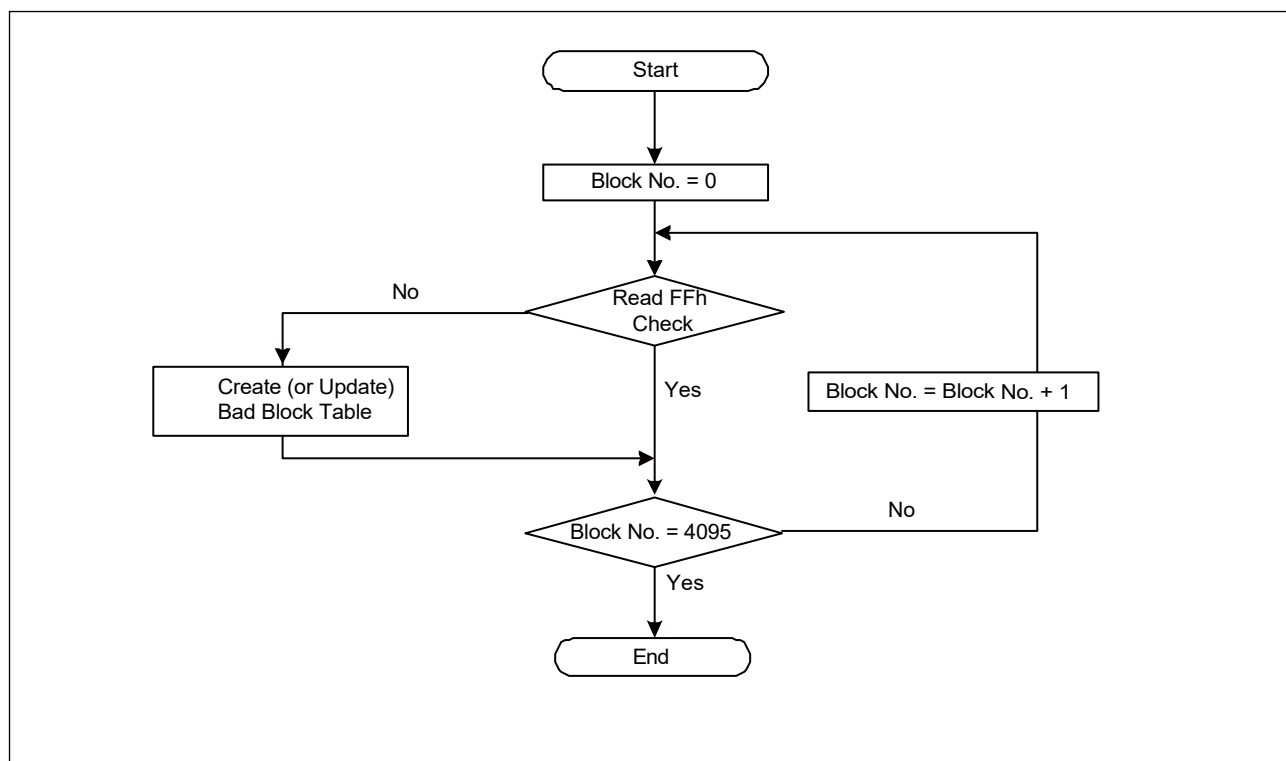 Start
Block No. = 0
No
Read FFh
Check
Yes
Create (or Update)
Bad Block Table
Block No. = Block No. + 1
No
Block No. = 4095
Yes
End